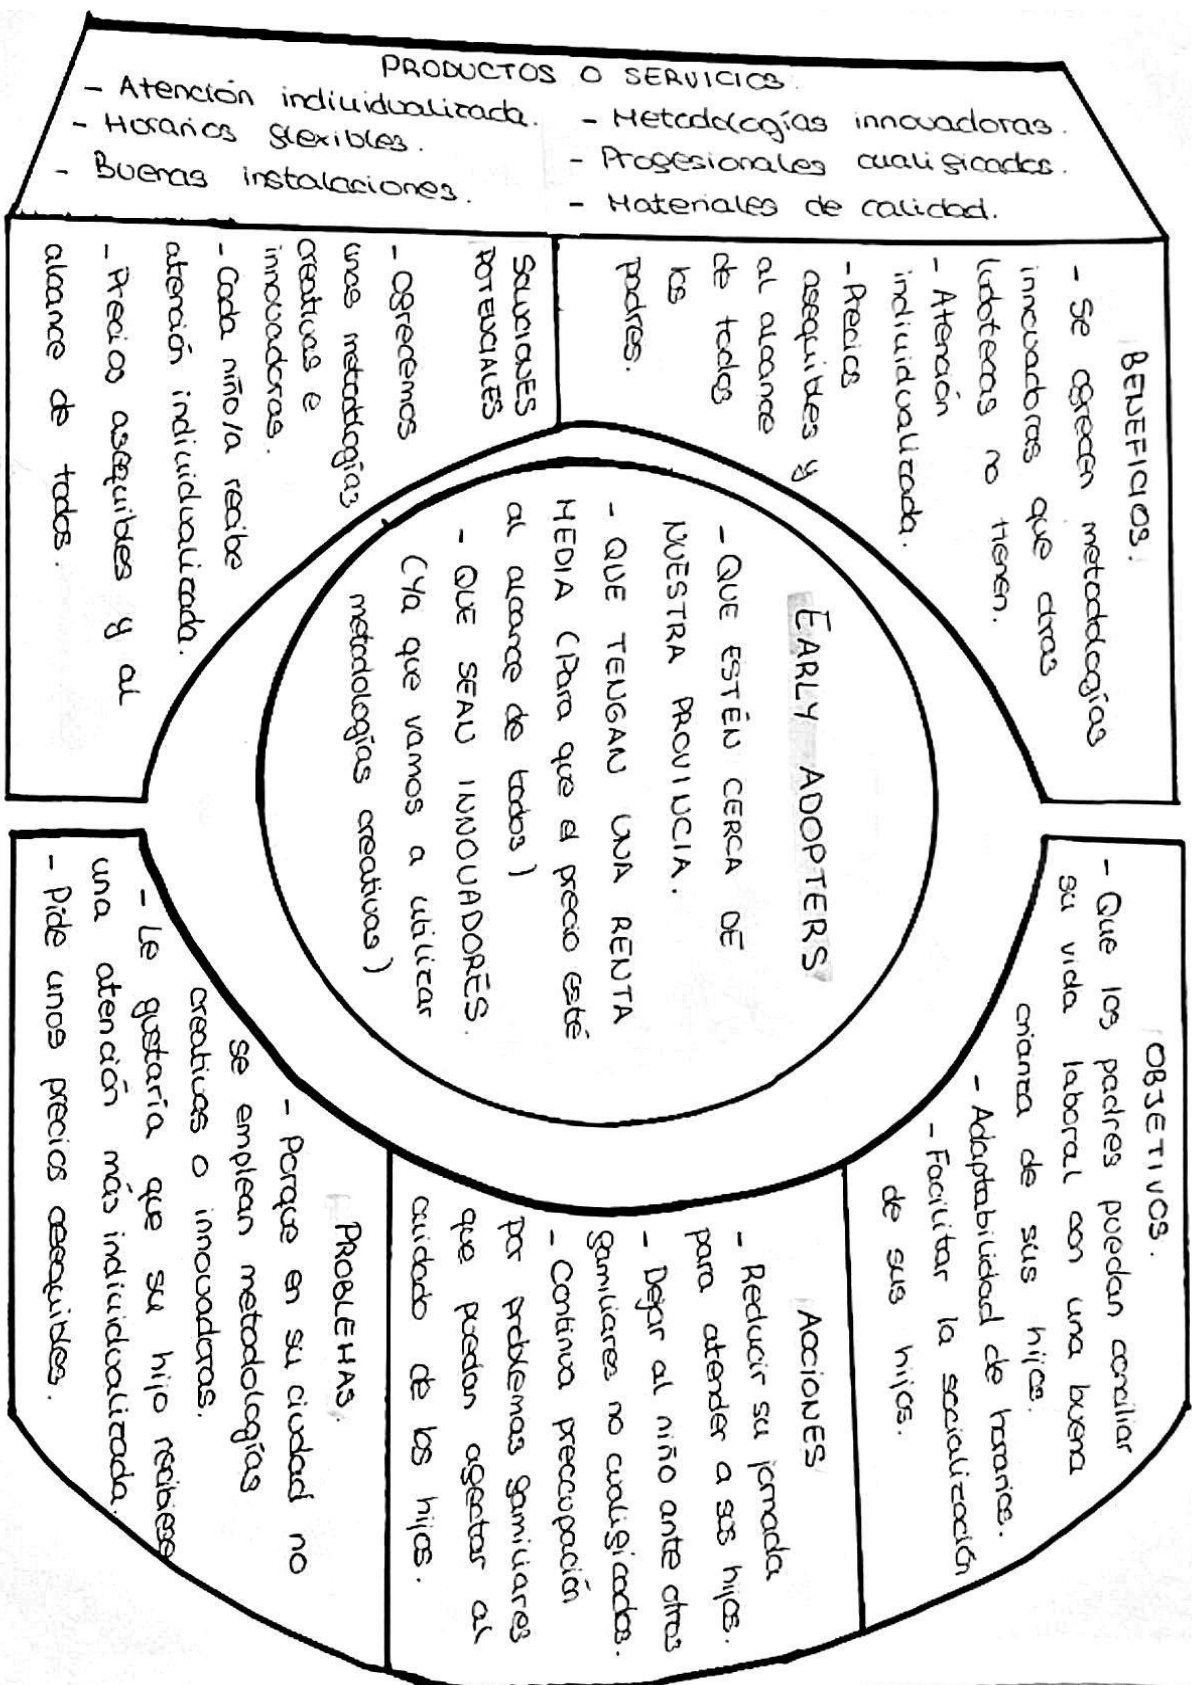 PRODUCTOS O SERVICIOS.
- Atención individualizada.
- Horarios flexibles.
- Buenas instalaciones.
- Metodologías innovadoras.
- Profesionales cualificados.
- Materiales de calidad.
BENEFICIOS.
- Se ofrecen metodologías
innovadoras que otras
ludotecas no tienen.
- Atención
individualizada.
- Precios
asequibles y
al alcance
de todos
los
padres.
SOLUCIONES
POTENCIALES
- Ofrecemos
unas metodologías
creativas e
innovadoras.
- Cada niño/a recibe
atención individualizada.
- Precios asequibles y al
alcance de todos.
EARLY ADOPTERS
- QUE ESTÉN CERCA DE
NUESTRA PROVINCIA.
- QUE TENGAN UNA RENTA
MEDIA (Para que el precio esté
al alcance de todos)
- QUE SEAN INNOVADORES.
(Ya que vamos a utilizar
metodologías creativas)
OBJETIVOS.
- Que los padres puedan conciliar
su vida laboral con una buena
crianza de sus hijos.
- Adaptabilidad de horarios.
- Facilitar la socialización
de sus hijos.
ACCIONES
- Reducir su jornada
para atender a sus hijos.
- Dejar al niño ante otros
familiares no cualificados.
- Continua preocupación
por problemas familiares
que puedan afectar al
cuidado de los hijos.
PROBLEMAS.
- Porque en su ciudad no
se emplean metodologías
creativas o innovadoras.
- Le gustaría que su hijo recibiese
una atención más individualizada.
- Pide unos precios asequibles.